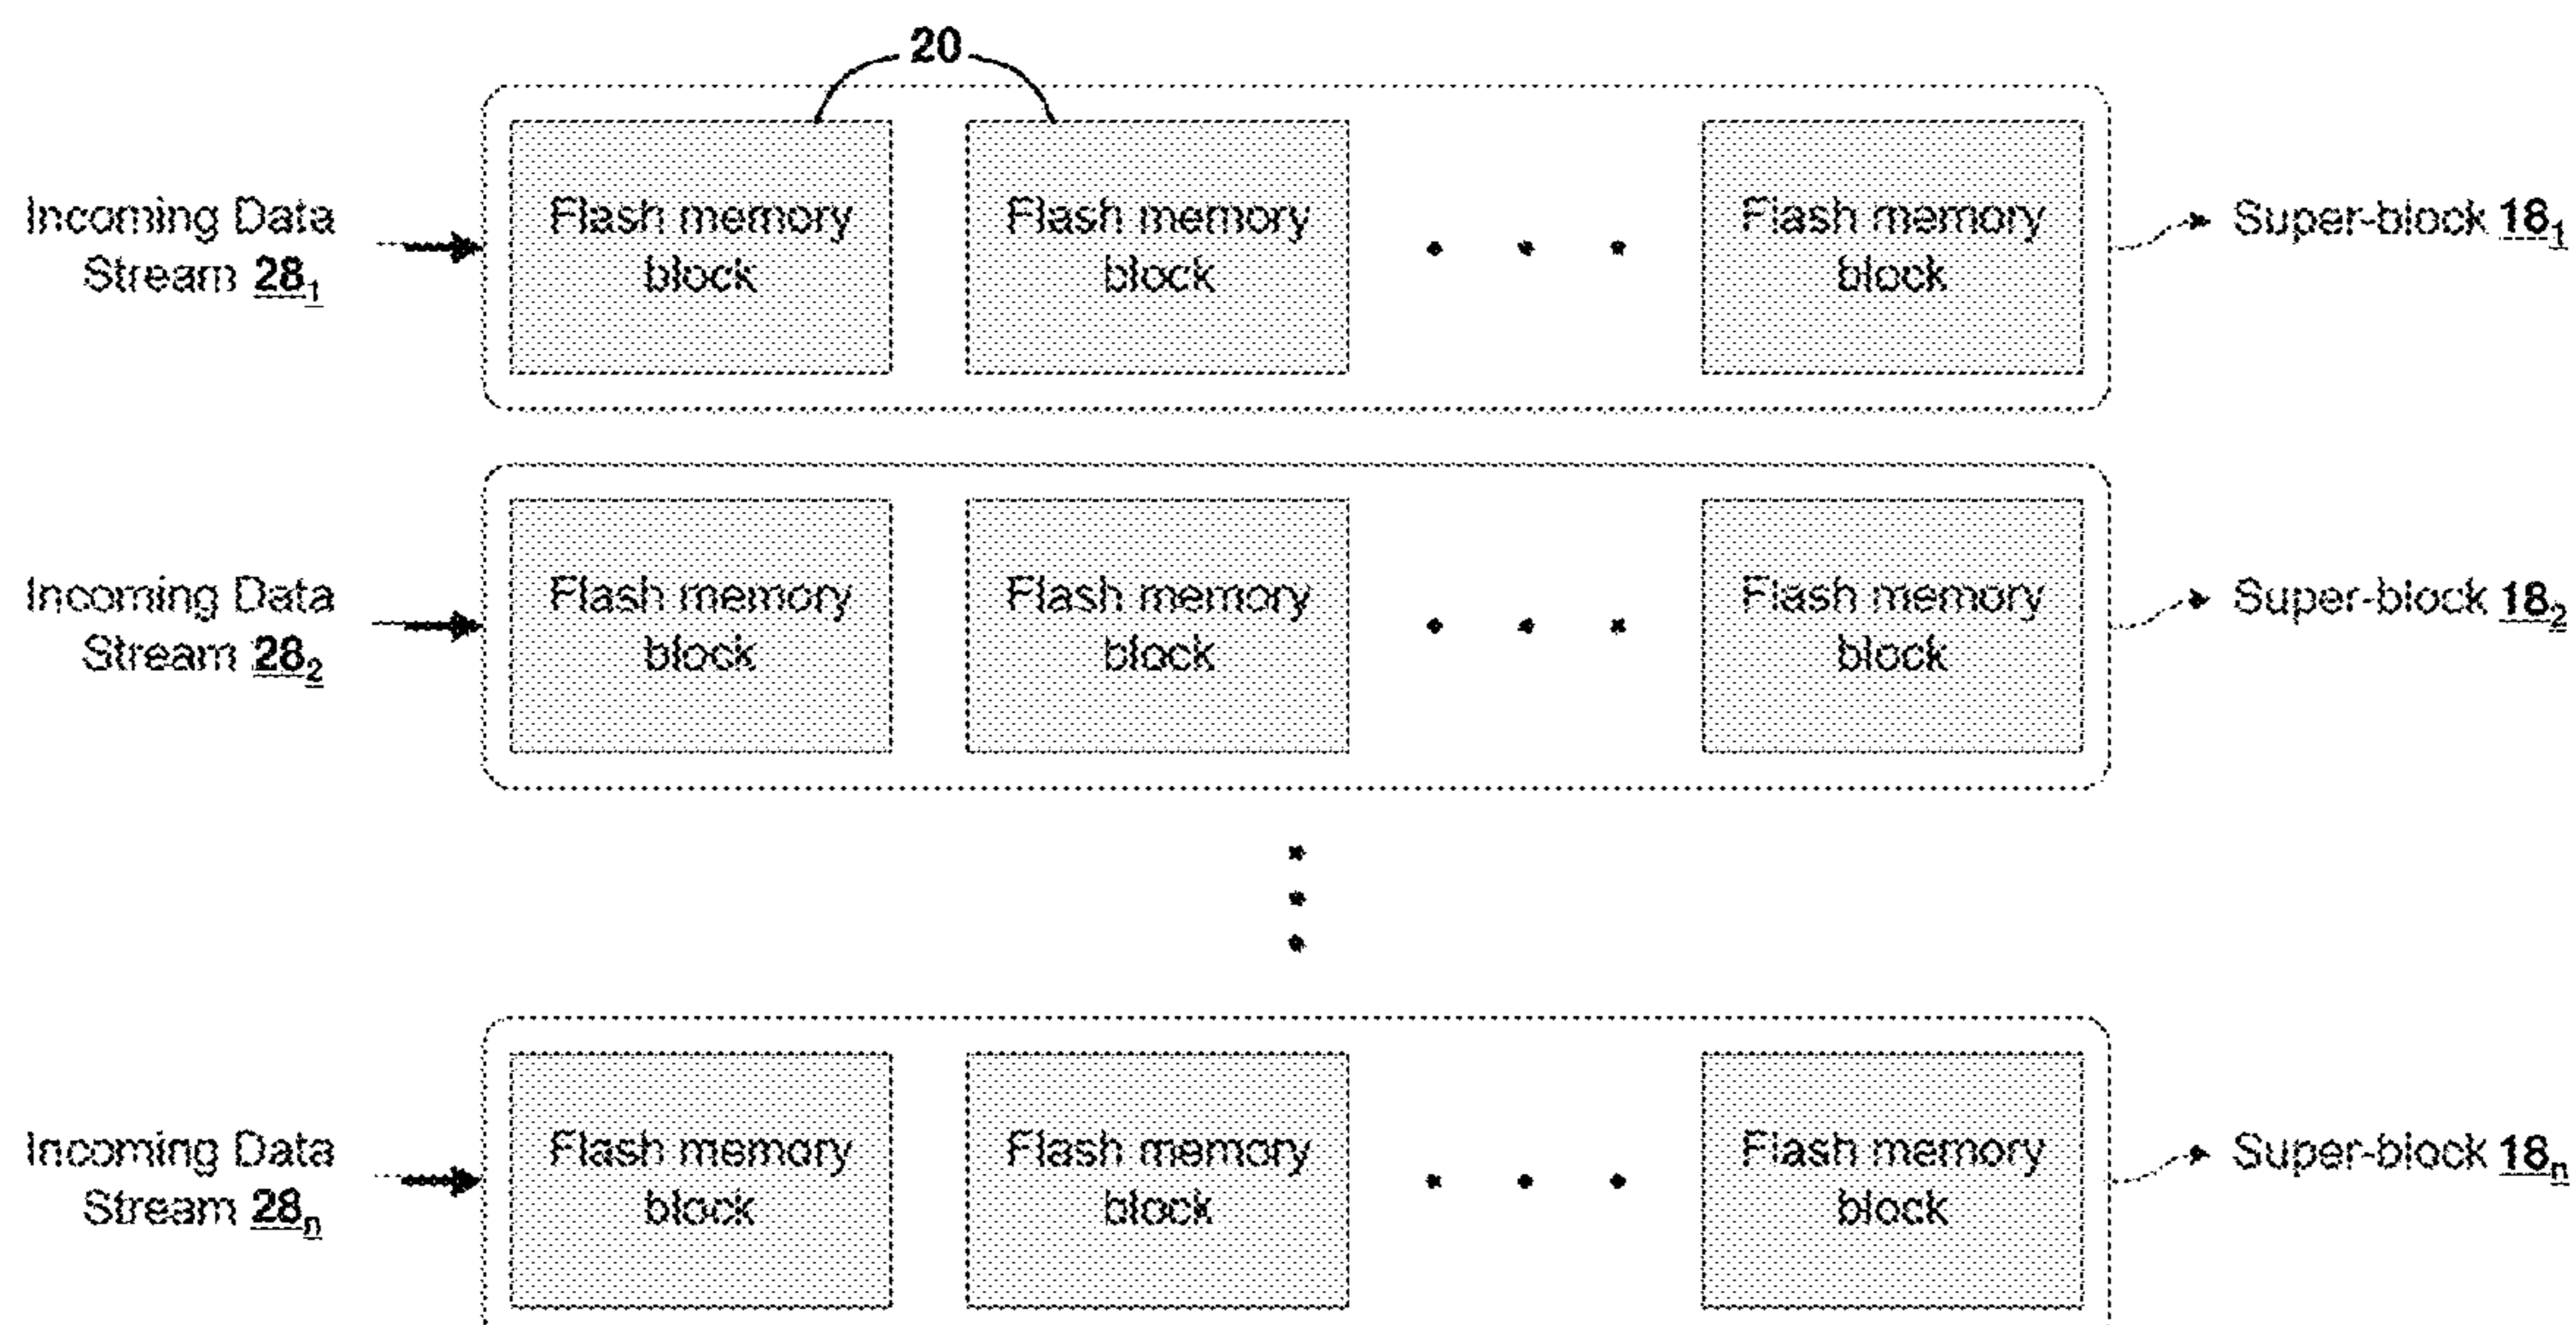 20
Incoming Data
Stream 28₁
Flash memory
block
Flash memory
block
Flash memory
block
Super-block 18₁
Incoming Data
Stream 28₂
Flash memory
block
Flash memory
block
Flash memory
block
Super-block 18₂
Incoming Data
Stream 28ₙ
Flash memory
block
Flash memory
block
Flash memory
block
Super-block 18ₙ